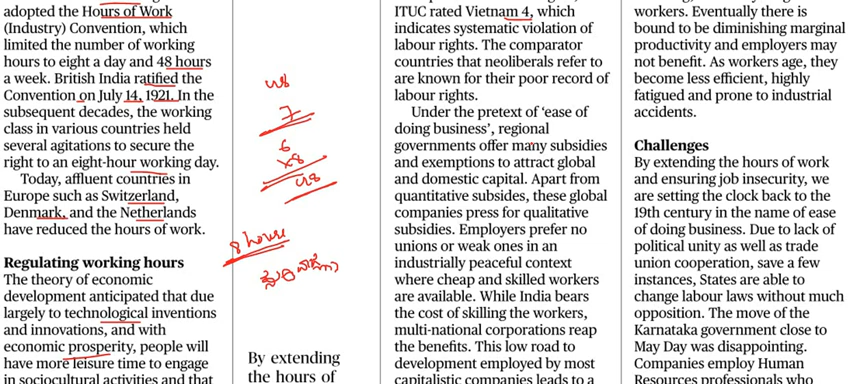 adopted the Hours of Work
(Industry) Convention, which
limited the number of working
hours to eight a day and 48 hours
a week. British India ratified the
Convention on July 14, 1921. In the
subsequent decades, the working
class in various countries held
several agitations to secure the
right to an eight-hour working day.
Today, affluent countries in
Europe such as Switzerland,
Denmark, and the Netherlands
have reduced the hours of work.
Regulating working hours
The theory of economic
development anticipated that due
largely to technological inventions
and innovations, and with
economic prosperity, people will
have more leisure time to engage
in sociocultural activities and that
48
7
6
x8
48
8 hours
By extending
the hours of
ITUC rated Vietnam 4, which
indicates systematic violation of
labour rights. The comparator
countries that neoliberals refer to
are known for their poor record of
labour rights.
Under the pretext of ‘ease of
doing business’, regional
governments offer many subsidies
and exemptions to attract global
and domestic capital. Apart from
quantitative subsides, these global
companies press for qualitative
subsidies. Employers prefer no
unions or weak ones in an
industrially peaceful context
where cheap and skilled workers
are available. While India bears
the cost of skilling the workers,
multi-national corporations reap
the benefits. This low road to
development employed by most
capitalistic companies leads to a
workers. Eventually there is
bound to be diminishing marginal
productivity and employers may
not benefit. As workers age, they
become less efficient, highly
fatigued and prone to industrial
accidents.
Challenges
By extending the hours of work
and ensuring job insecurity, we
are setting the clock back to the
19th century in the name of ease
of doing business. Due to lack of
political unity as well as trade
union cooperation, save a few
instances, States are able to
change labour laws without much
opposition. The move of the
Karnataka government close to
May Day was disappointing.
Companies employ Human
Resources professionals who